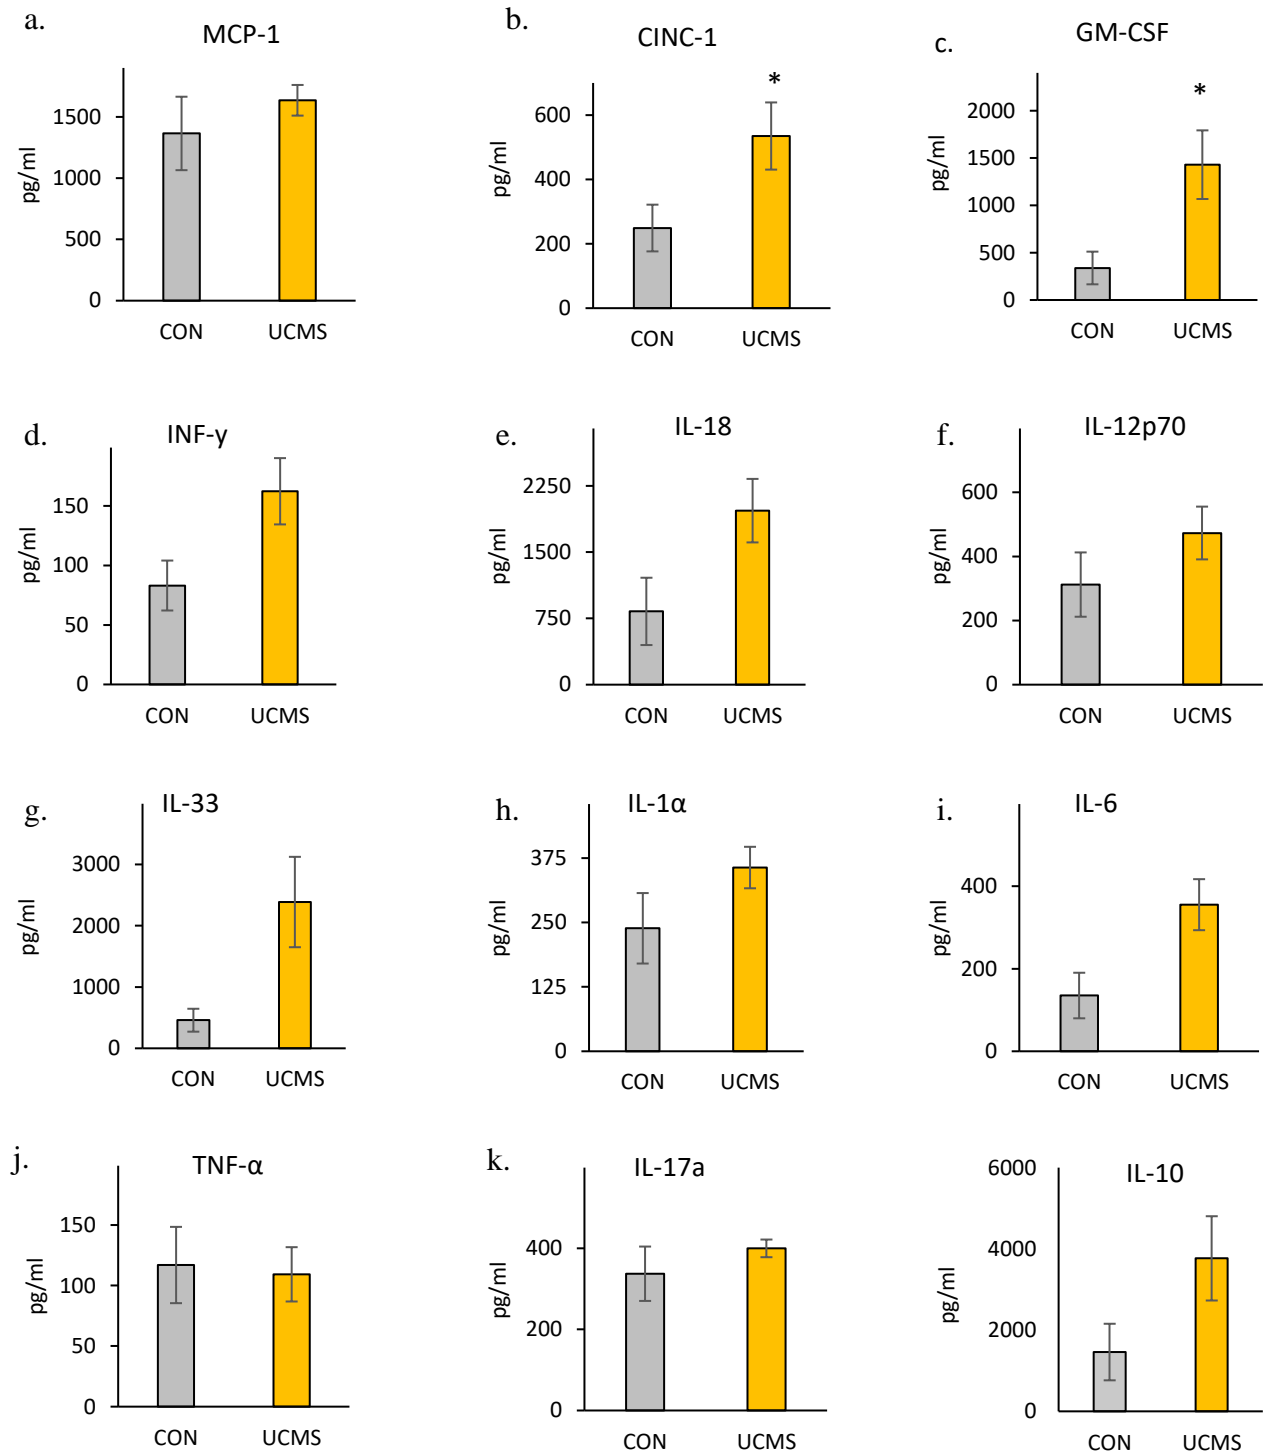 a.
MCP-1
pg/ml
1500
1000
500
0
CON UCMS
b.
CINC-1
*
pg/ml
600
400
200
0
CON UCMS
c.
GM-CSF
*
pg/ml
2000
1500
1000
500
0
CON UCMS
d.
INF-y
pg/ml
150
100
50
0
CON UCMS
e.
IL-18
pg/ml
2250
1500
750
0
CON UCMS
f.
IL-12p70
pg/ml
600
400
200
0
CON UCMS
g.
IL-33
pg/ml
3000
2000
1000
0
CON UCMS
h.
IL-1α
pg/ml
375
250
125
0
CON UCMS
i.
IL-6
pg/ml
400
200
0
CON UCMS
j.
TNF-α
pg/ml
150
100
50
0
CON UCMS
k.
IL-17a
pg/ml
400
200
0
CON UCMS
IL-10
pg/ml
6000
4000
2000
0
CON UCMS